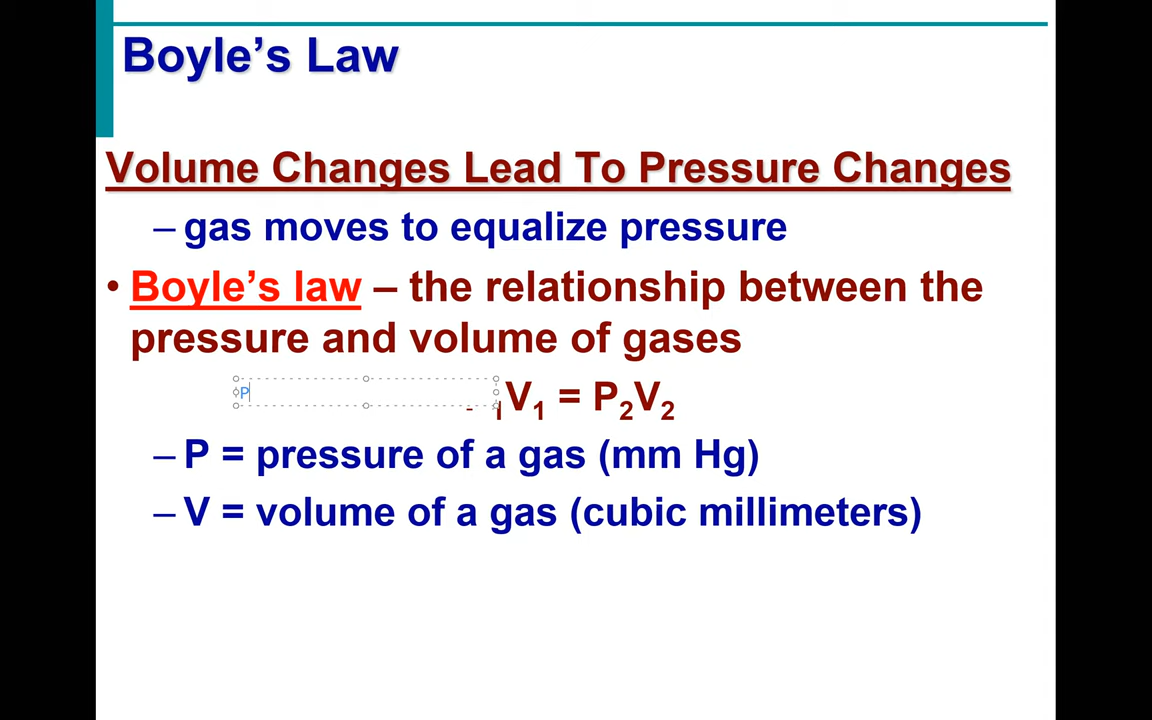 Boyle’s Law
Volume Changes Lead To Pressure Changes
– gas moves to equalize pressure
• Boyle’s law – the relationship between the
pressure and volume of gases
P
₁V₁ = P₂V₂
– P = pressure of a gas (mm Hg)
– V = volume of a gas (cubic millimeters)